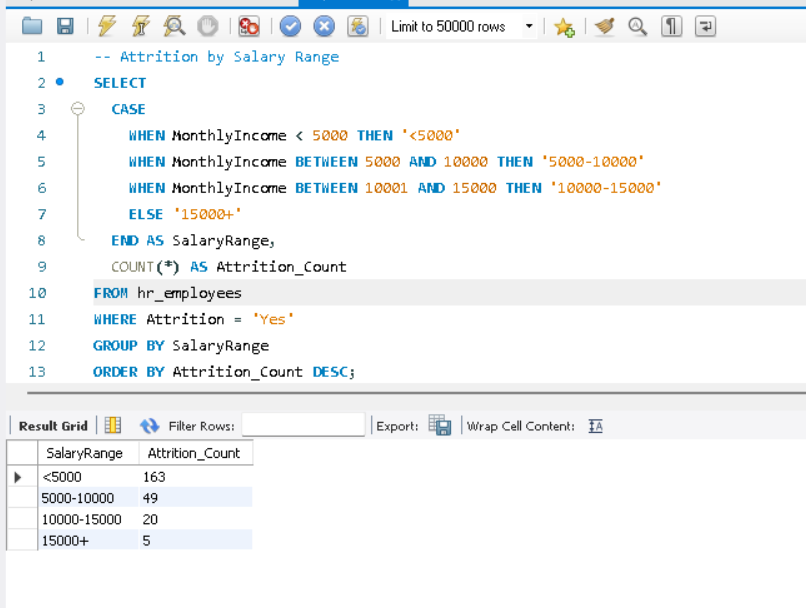 Limit to 50000 rows
1 -- Attrition by Salary Range
2 SELECT
3 CASE
4 WHEN MonthlyIncome < 5000 THEN '<5000'
5 WHEN MonthlyIncome BETWEEN 5000 AND 10000 THEN '5000-10000'
6 WHEN MonthlyIncome BETWEEN 10001 AND 15000 THEN '10000-15000'
7 ELSE '15000+'
8 END AS SalaryRange,
9 COUNT(*) AS Attrition_Count
10 FROM hr_employees
11 WHERE Attrition = 'Yes'
12 GROUP BY SalaryRange
13 ORDER BY Attrition_Count DESC;
Result Grid Filter Rows: Export: Wrap Cell Content: IA
SalaryRange Attrition_Count
<5000 163
5000-10000 49
10000-15000 20
15000+ 5